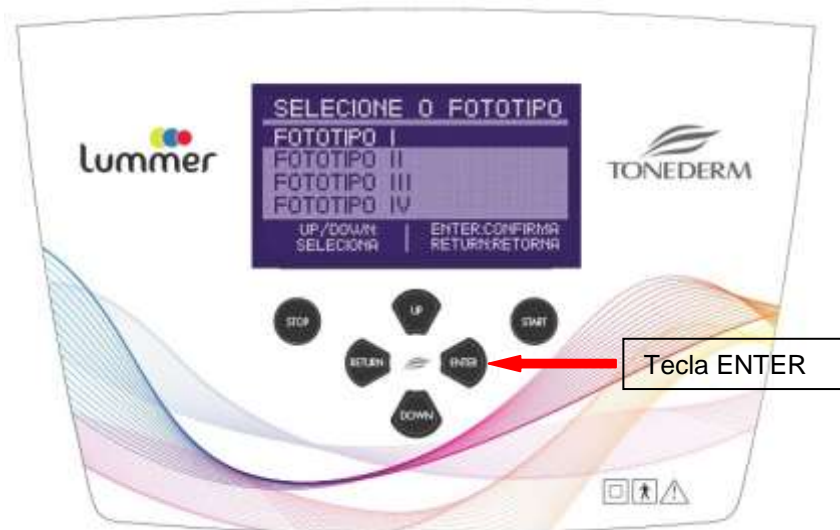 SELECIONE O FOTOTIPO
FOTOTIPO I
FOTOTIPO II
FOTOTIPO III
FOTOTIPO IV
UP/DOWN: SELECIONA
ENTER:CONFIRMA
RETURN:RETORNA
lummer
TONEDERM
STOP
UP
START
RETURN
ENTER
DOWN
Tecla ENTER